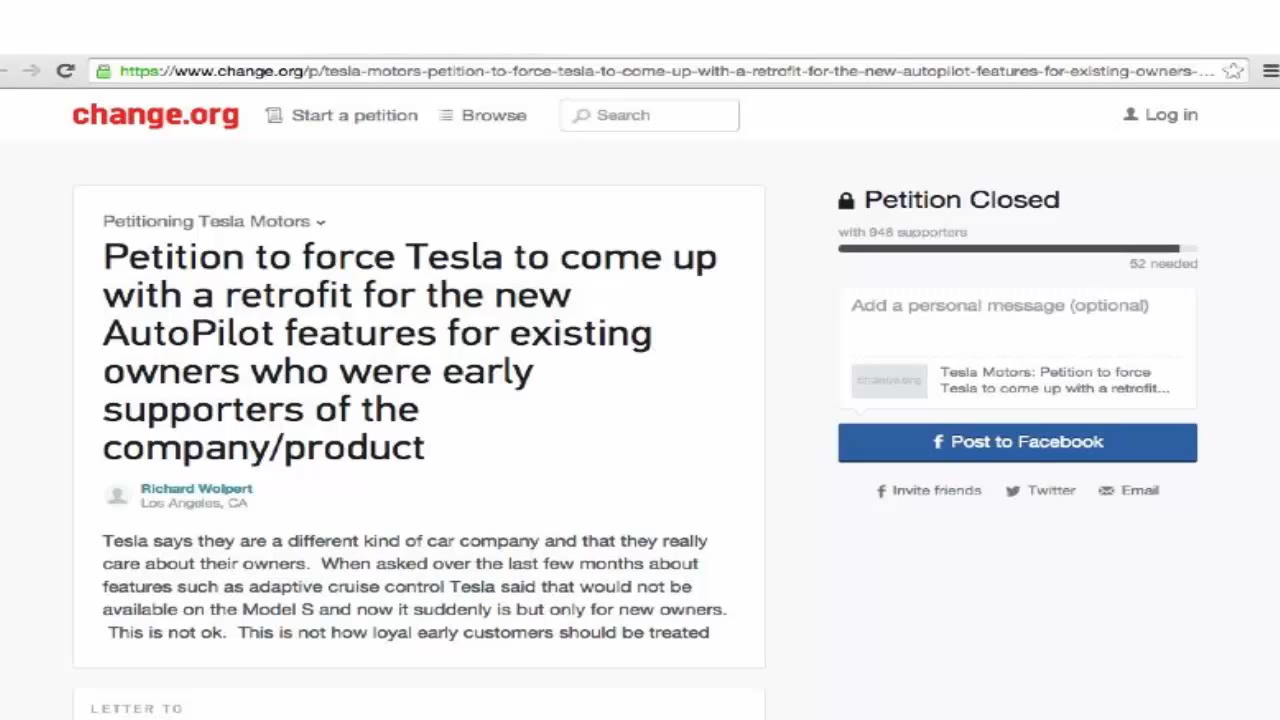 https://www.change.org/p/tesla-motors-petition-to-force-tesla-to-come-up-with-a-retrofit-for-the-new-autopilot-features-for-existing-owners-...
change.org Start a petition Browse Search Log in
Petitioning Tesla Motors
Petition to force Tesla to come up
with a retrofit for the new
AutoPilot features for existing
owners who were early
supporters of the
company/product
Richard Wolpert
Los Angeles, CA
Tesla says they are a different kind of car company and that they really
care about their owners. When asked over the last few months about
features such as adaptive cruise control Tesla said that would not be
available on the Model S and now it suddenly is but only for new owners.
This is not ok. This is not how loyal early customers should be treated
LETTER TO
Petition Closed
with 948 supporters
52 needed
Add a personal message (optional)
change.org
Tesla Motors: Petition to force
Tesla to come up with a retrofit...
f Post to Facebook
Invite friends Twitter Email